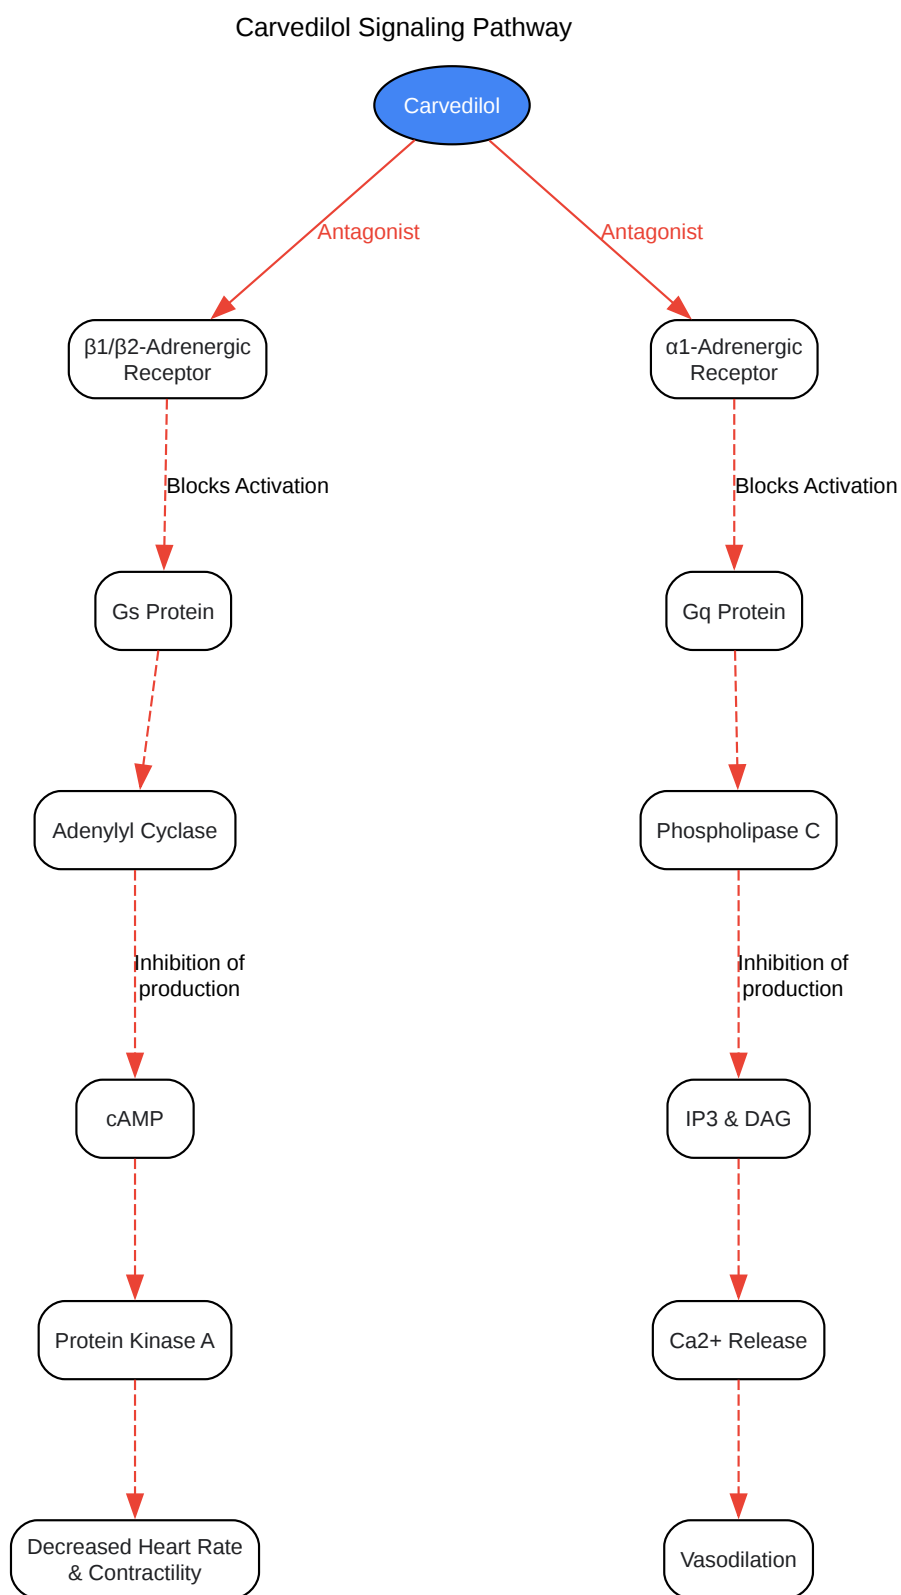 Carvedilol Signaling Pathway
Carvedilol
Antagonist
Antagonist
β1/β2-Adrenergic
Receptor
α1-Adrenergic
Receptor
Blocks Activation
Blocks Activation
Gs Protein
Gq Protein
Adenylyl Cyclase
Phospholipase C
Inhibition of
production
Inhibition of
production
cAMP
IP3 & DAG
Protein Kinase A
Ca2+ Release
Decreased Heart Rate
& Contractility
Vasodilation